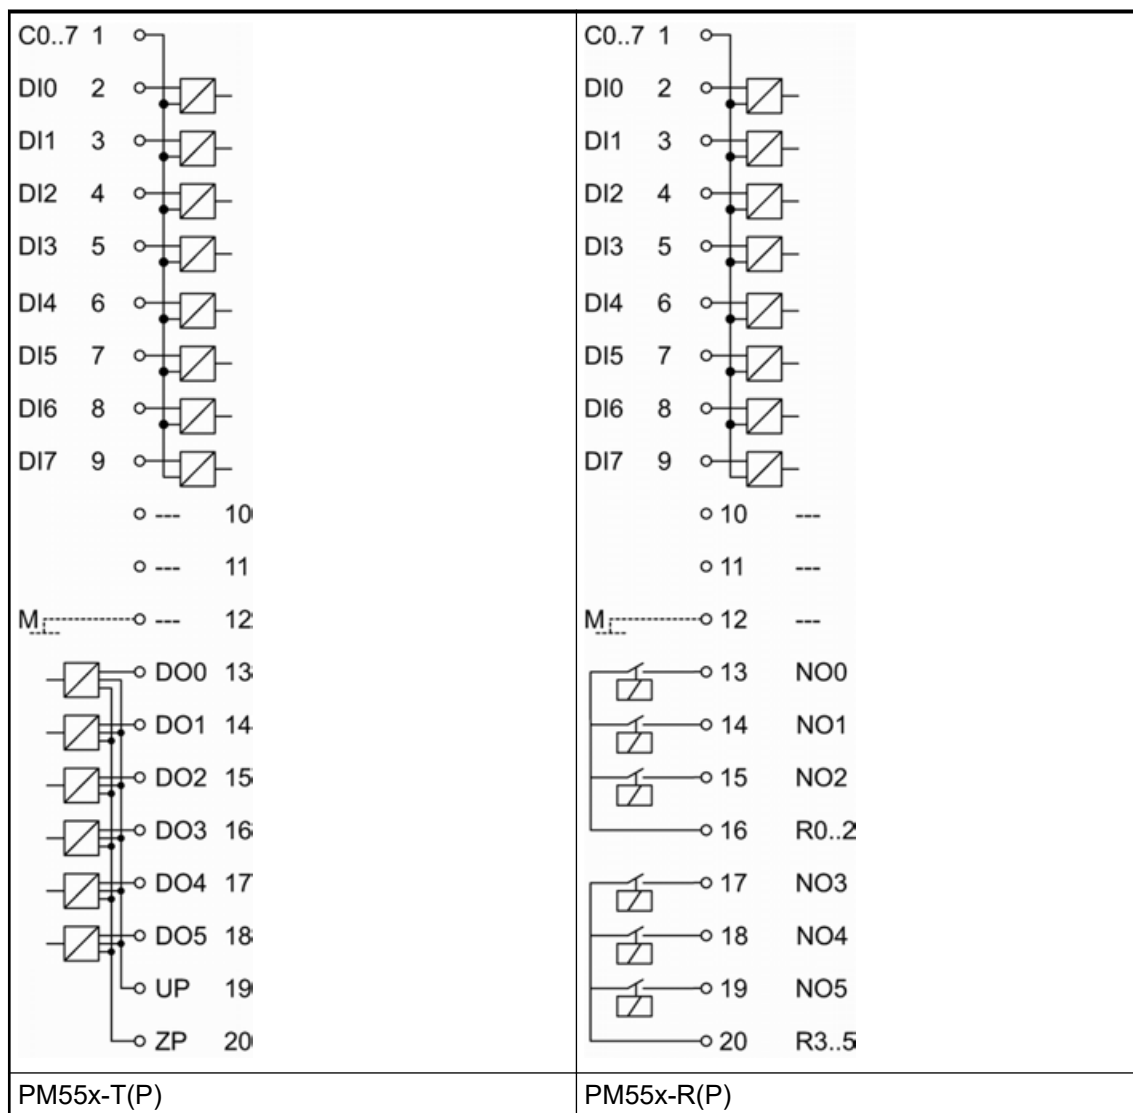 C0..7 1
DI0 2
DI1 3
DI2 4
DI3 5
DI4 6
DI5 7
DI6 8
DI7 9
--- 10
--- 11
M --- 12
DO0 13
DO1 14
DO2 15
DO3 16
DO4 17
DO5 18
UP 19
ZP 20
PM55x-T(P)
C0..7 1
DI0 2
DI1 3
DI2 4
DI3 5
DI4 6
DI5 7
DI6 8
DI7 9
10 ---
11 ---
M 12 ---
13 NO0
14 NO1
15 NO2
16 R0..2
17 NO3
18 NO4
19 NO5
20 R3..5
PM55x-R(P)